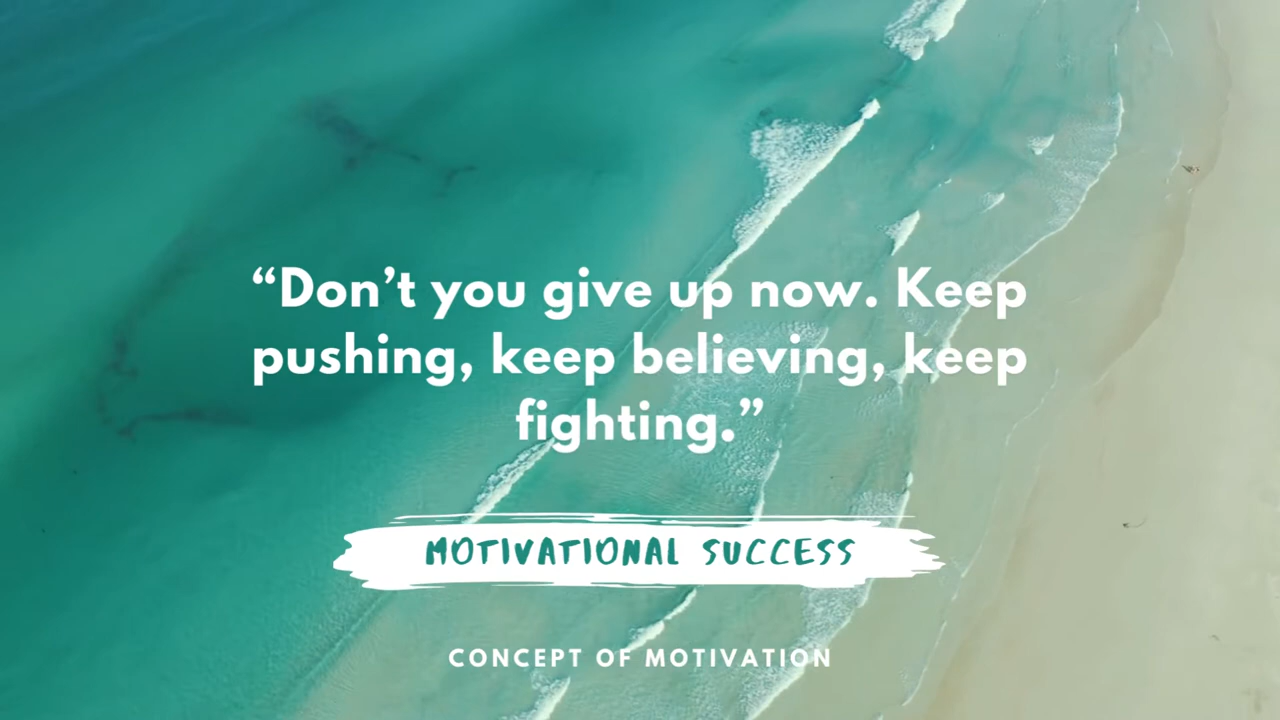 “Don’t you give up now. Keep
pushing, keep believing, keep
fighting.”
MOTIVATIONAL SUCCESS
CONCEPT OF MOTIVATION